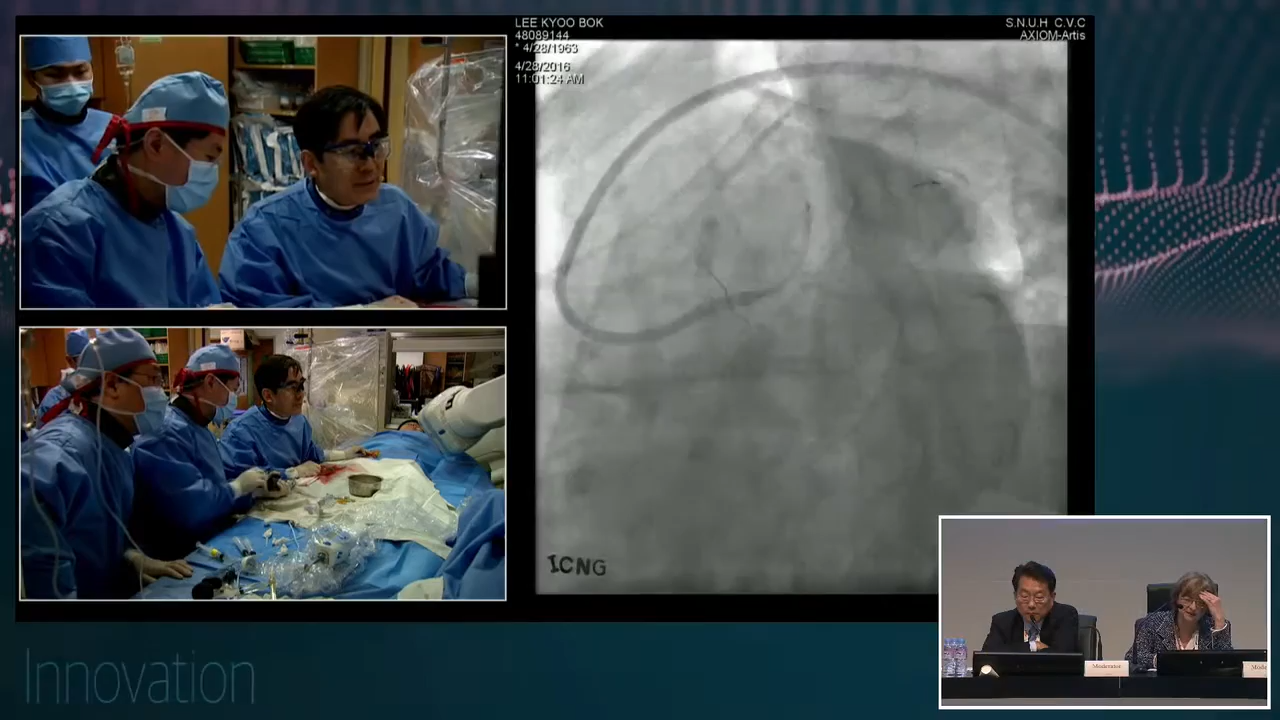 LEE KYOO BOK
48089144
* 4/28/1963
4/28/2016
11:01:24 AM
S.N.U.H C.V.C
AXIOM-Artis
ICNG
Moderator
Innovation